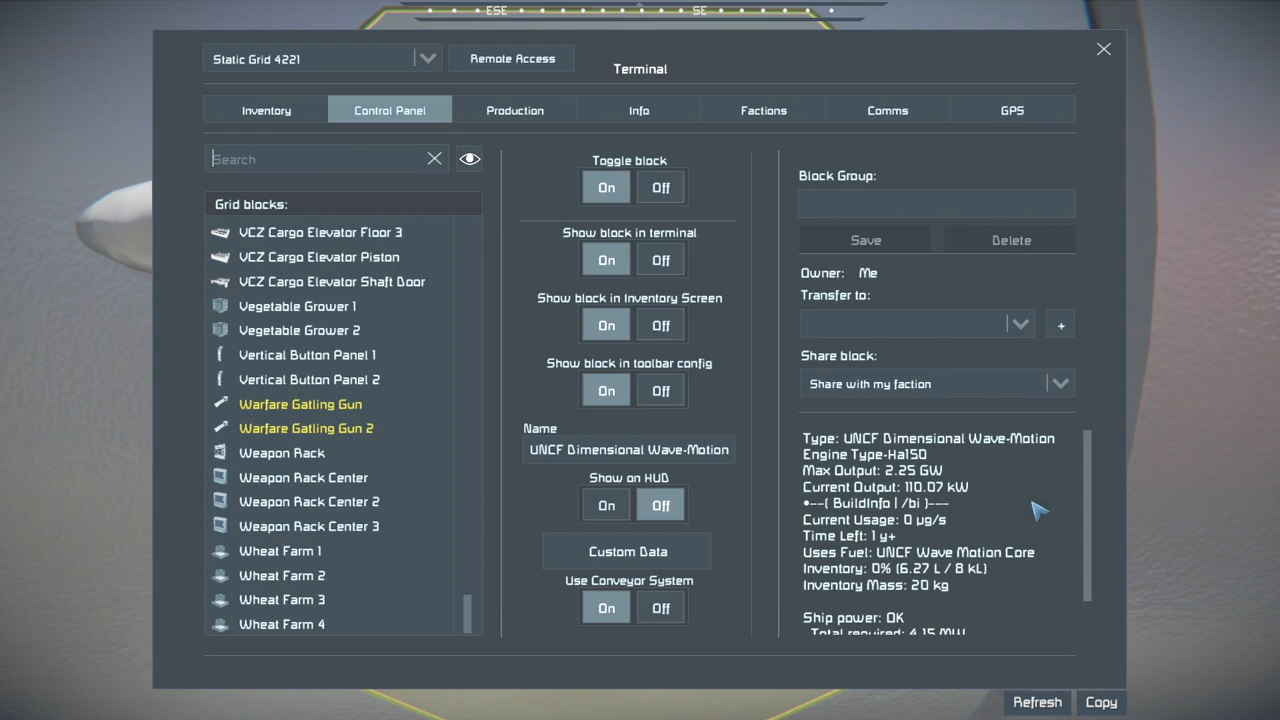 ESE SE
Static Grid 4221
Remote Access
Terminal
Inventory
Control Panel
Production
Info
Factions
Comms
GPS
Search
Grid blocks:
VCZ Cargo Elevator Floor 3
VCZ Cargo Elevator Piston
VCZ Cargo Elevator Shaft Door
Vegetable Grower 1
Vegetable Grower 2
Vertical Button Panel 1
Vertical Button Panel 2
Warfare Gatling Gun
Warfare Gatling Gun 2
Weapon Rack
Weapon Rack Center
Weapon Rack Center 2
Weapon Rack Center 3
Wheat Farm 1
Wheat Farm 2
Wheat Farm 3
Wheat Farm 4
Toggle block
On Off
Show block in terminal
On Off
Show block in Inventory Screen
On Off
Show block in toolbar config
On Off
Name
UNCF Dimensional Wave-Motion
Show on HUD
On Off
Custom Data
Use Conveyor System
On Off
Block Group:
Save Delete
Owner: Me
Transfer to:
+
Share block:
Share with my faction
Type: UNCF Dimensional Wave-Motion
Engine Type-Ha150
Max Output: 2.25 GW
Current Output: 110.07 kW
•--( BuildInfo | /bi )---
Current Usage: 0 µg/s
Time Left: 1 y+
Uses Fuel: UNCF Wave Motion Core
Inventory: 0% (6.27 L / 8 kL)
Inventory Mass: 20 kg
Ship power: OK
Total required: 4.15 MW
Refresh Copy